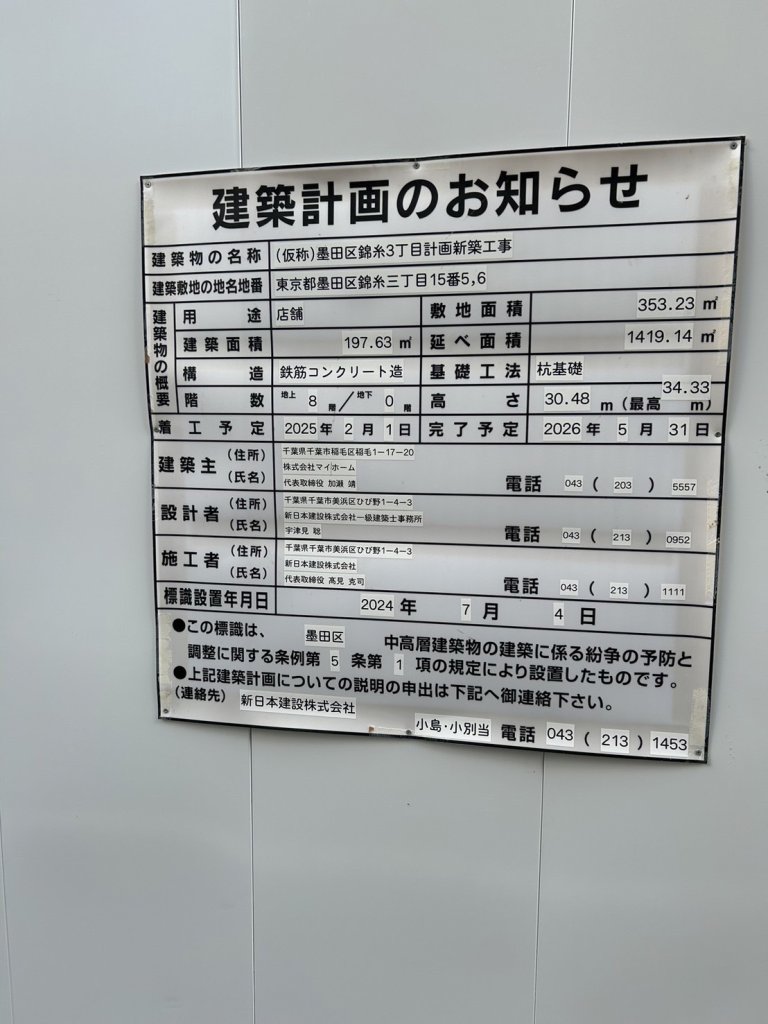 建築計画のお知らせ
建築物の名称 (仮称)墨田区錦糸3丁目計画新築工事
建築敷地の地名地番 東京都墨田区錦糸三丁目15番5,6
建築物の概要
用途 店舗 敷地面積 353.23 ㎡
建築面積 197.63 ㎡ 延べ面積 1419.14 ㎡
構造 鉄筋コンクリート造 基礎工法 杭基礎
階数 地上 8 階/地下 0 階 高さ 30.48 m (最高 34.33 m)
着工予定 2025年 2月 1日 完了予定 2026年 5月 31日
建築主 (住所) 千葉県千葉市稲毛区稲毛1-17-20
(氏名) 株式会社マイホーム
代表取締役 加瀬 靖 電話 043 ( 203 ) 5557
設計者 (住所) 千葉県千葉市美浜区ひび野1-4-3
(氏名) 新日本建設株式会社一級建築士事務所
宇津見 聡 電話 043 ( 213 ) 0952
施工者 (住所) 千葉県千葉市美浜区ひび野1-4-3
(氏名) 新日本建設株式会社
代表取締役 高見 克司 電話 043 ( 213 ) 1111
標識設置年月日 2024 年 7 月 4 日
●この標識は、 墨田区 中高層建築物の建築に係る紛争の予防と
調整に関する条例第 5 条第 1 項の規定により設置したものです。
●上記建築計画についての説明の申出は下記へ御連絡下さい。
(連絡先) 新日本建設株式会社
小島・小別当 電話 043 ( 213 ) 1453